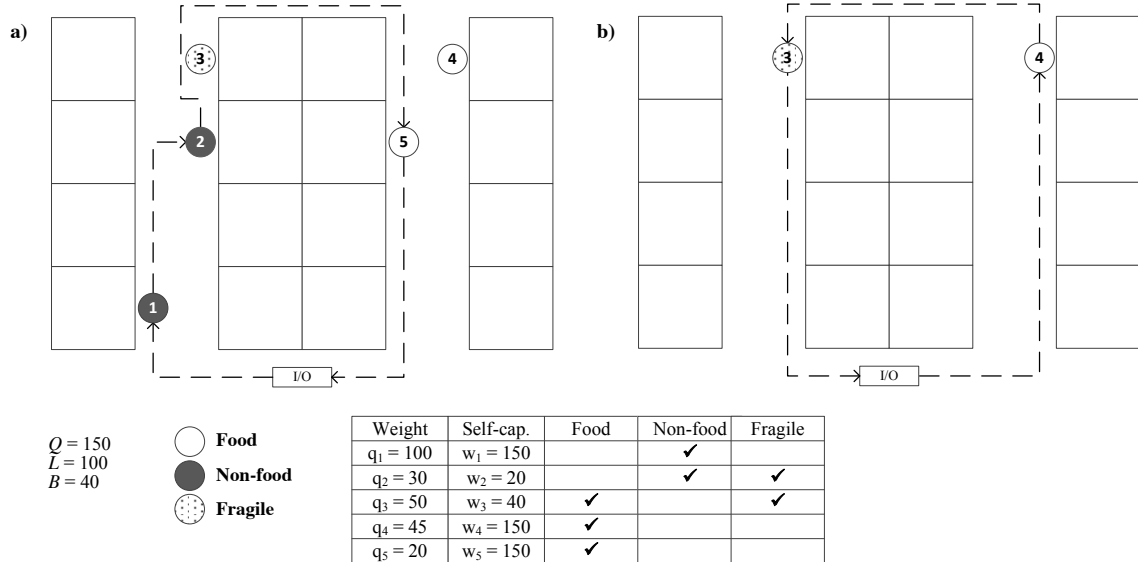 a)
3
4
2
5
1
I/O
b)
3
4
I/O
Q = 150
L = 100
B = 40
Food
Non-food
Fragile
Weight Self-cap. Food Non-food Fragile
q1 = 100 w1 = 150 ✓
q2 = 30 w2 = 20 ✓ ✓
q3 = 50 w3 = 40 ✓ ✓
q4 = 45 w4 = 150 ✓
q5 = 20 w5 = 150 ✓